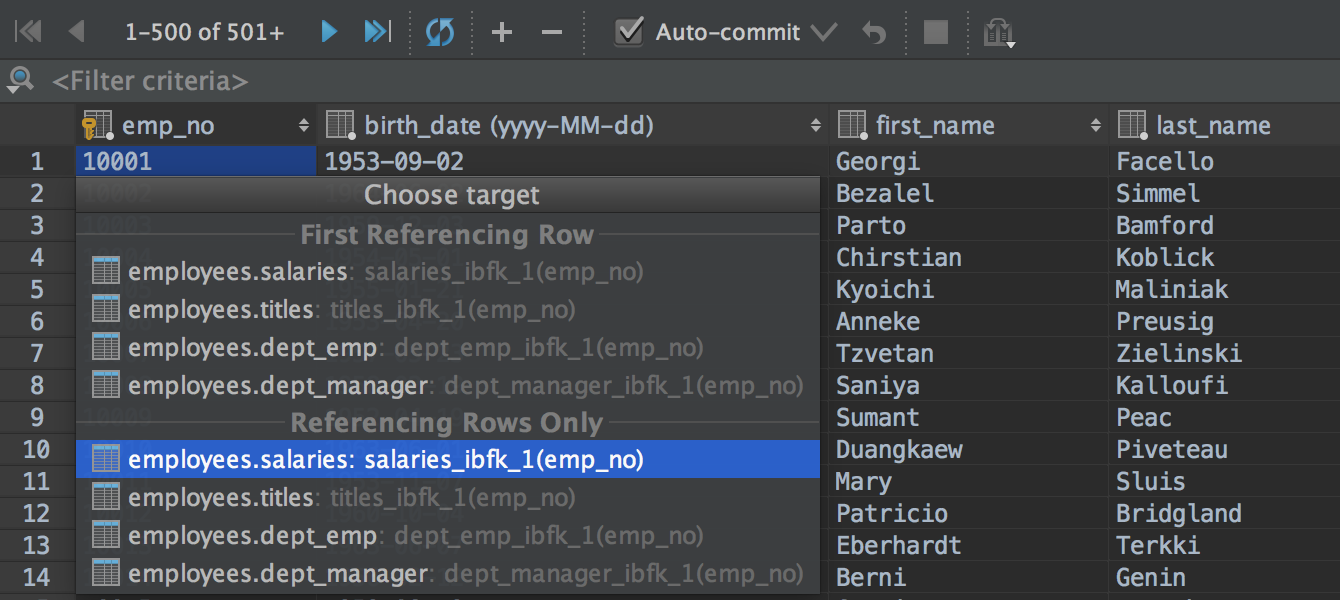 1-500 of 501+ Auto-commit
<Filter criteria>
emp_no birth_date (yyyy-MM-dd) first_name last_name
1 10001 1953-09-02 Georgi Facello
2 Bezalel Simmel
Choose target
3 Parto Bamford
First Referencing Row
4 Chirstian Koblick
employees.salaries: salaries_ibfk_1(emp_no)
5 Kyoichi Maliniak
employees.titles: titles_ibfk_1(emp_no)
6 Anneke Preusig
employees.dept_emp: dept_emp_ibfk_1(emp_no)
7 Tzvetan Zielinski
employees.dept_manager: dept_manager_ibfk_1(emp_no)
8 Saniya Kalloufi
9 Sumant Peac
Referencing Rows Only
10 Duangkaew Piveteau
employees.salaries: salaries_ibfk_1(emp_no)
11 Mary Sluis
employees.titles: titles_ibfk_1(emp_no)
12 Patricio Bridgland
employees.dept_emp: dept_emp_ibfk_1(emp_no)
13 Eberhardt Terkki
employees.dept_manager: dept_manager_ibfk_1(emp_no)
14 Berni Genin